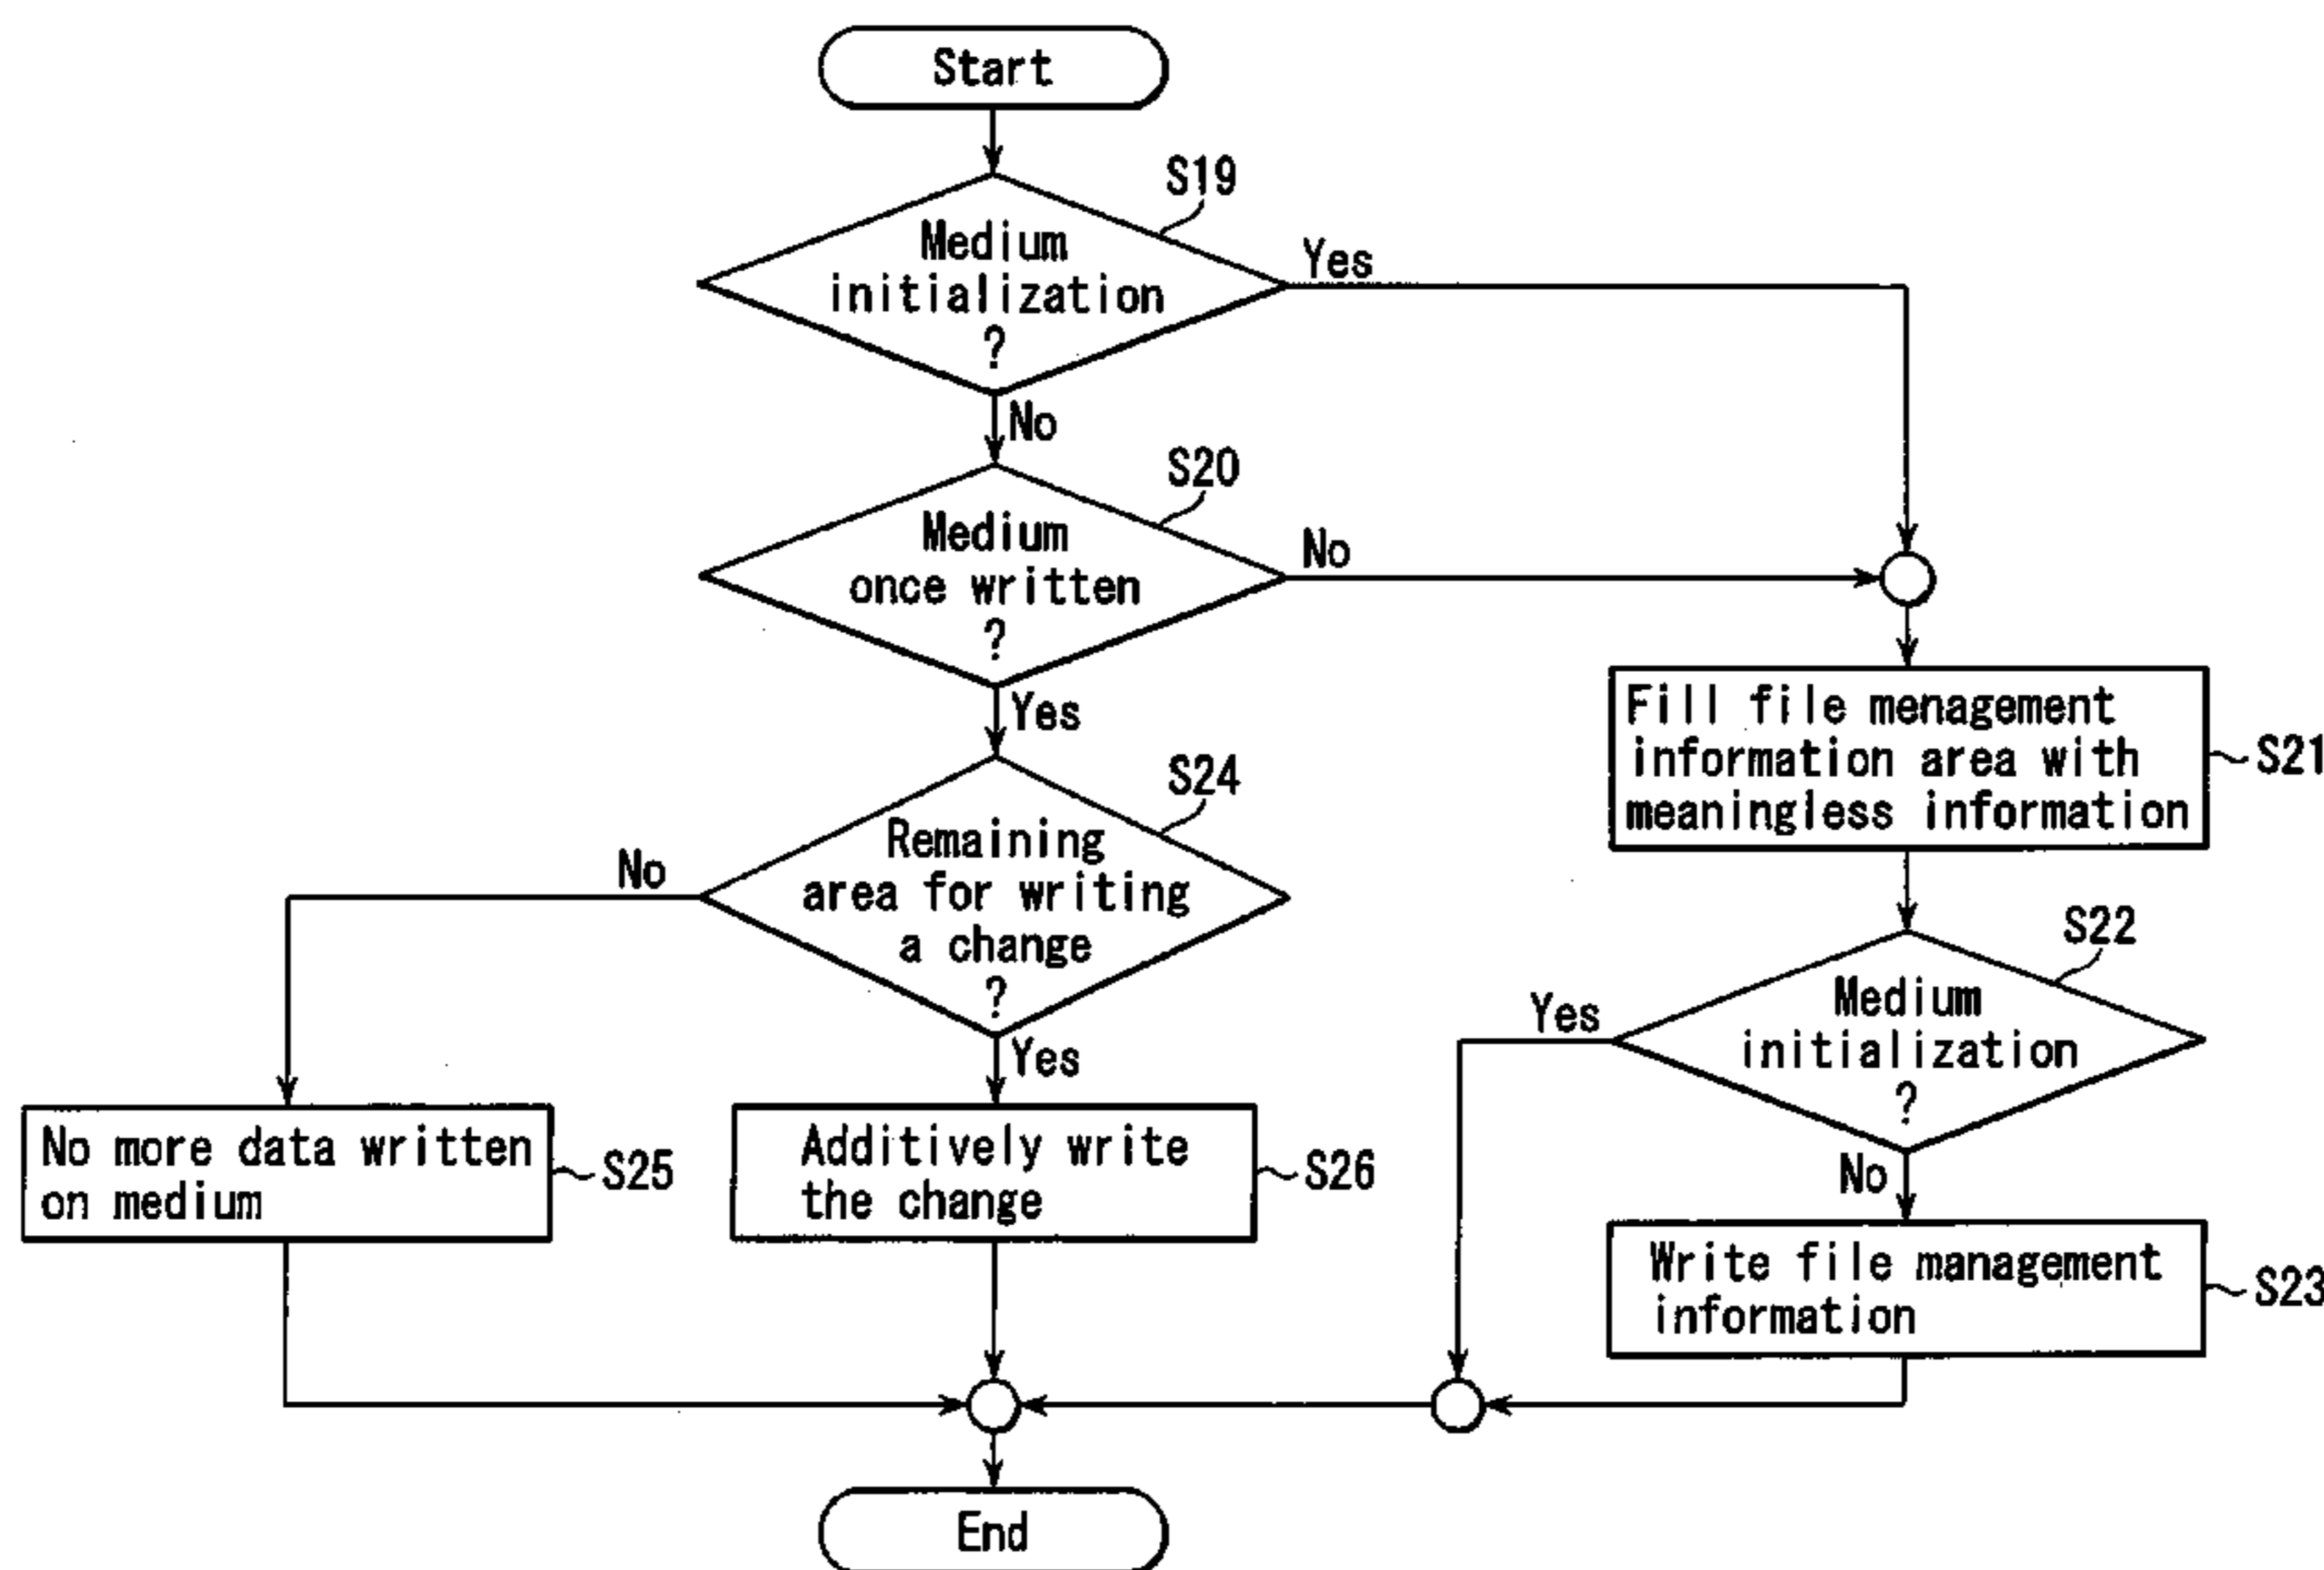 Start
S19
Medium
initialization
?
Yes
No
S20
Medium
once written
?
No
Yes
S24
Remaining
area for writing
a change
?
No
Yes
Fill file menagement
information area with
meaningless information
S21
S22
Medium
initialization
?
Yes
No
No more data written
on medium
S25
Additively write
the change
S26
Write file management
information
S23
End